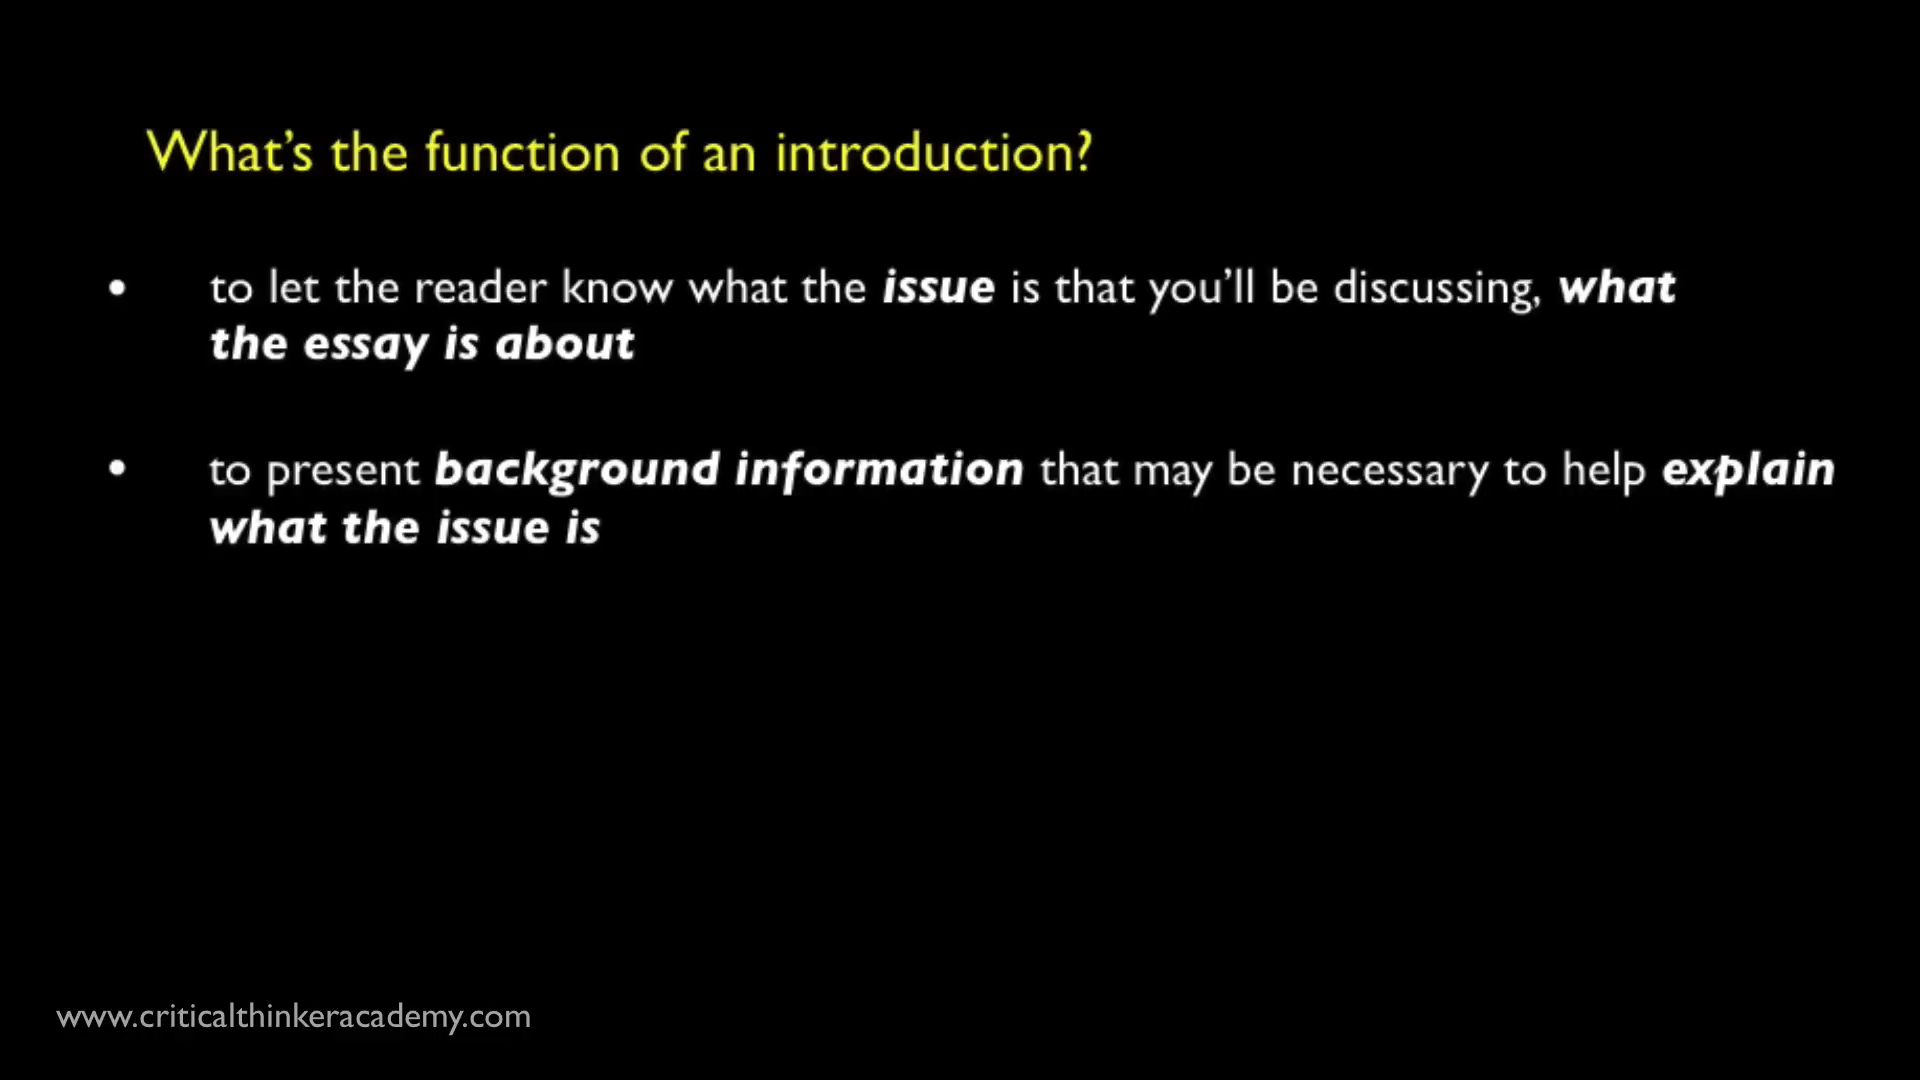 What’s the function of an introduction?
• to let the reader know what the issue is that you’ll be discussing, what
the essay is about
• to present background information that may be necessary to help explain
what the issue is
www.criticalthinkeracademy.com